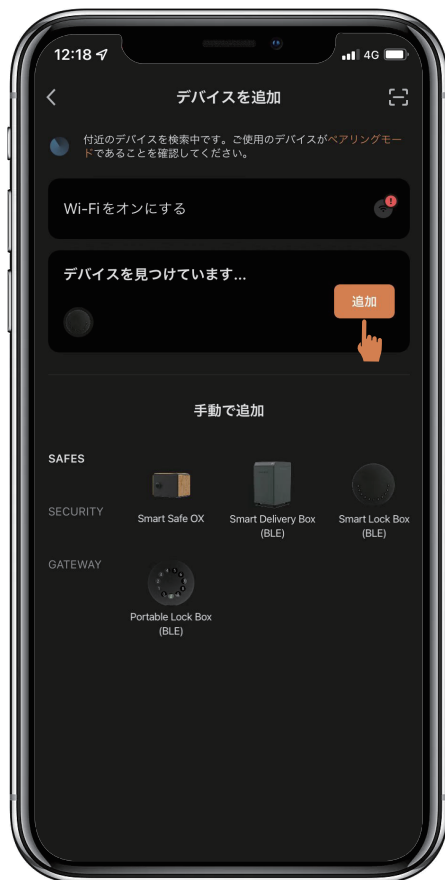 12:18
4G
デバイスを追加
付近のデバイスを検索中です。ご使用のデバイスがペアリングモー
ドであることを確認してください。
Wi-Fiをオンにする
デバイスを見つけています...
追加
手動で追加
SAFES
SECURITY
GATEWAY
Smart Safe OX
Smart Delivery Box
(BLE)
Smart Lock Box
(BLE)
Portable Lock Box
(BLE)